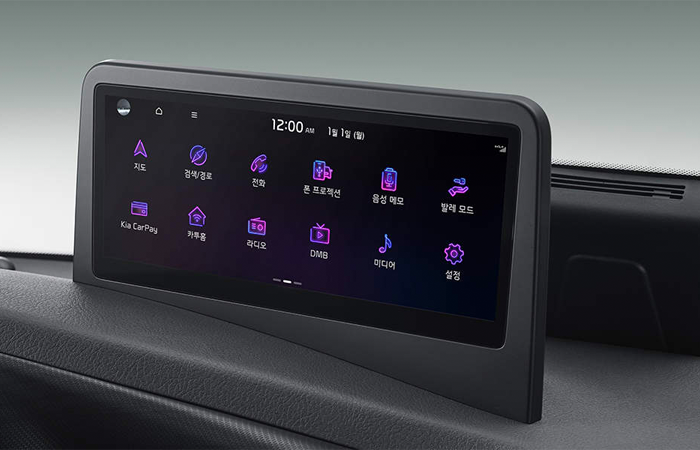 12:00 AM 1월 1일 (월)
지도 검색/경로 전화 폰 프로젝션 음성 메모 발레 모드
Kia CarPay 카투홈 라디오 DMB 미디어 설정